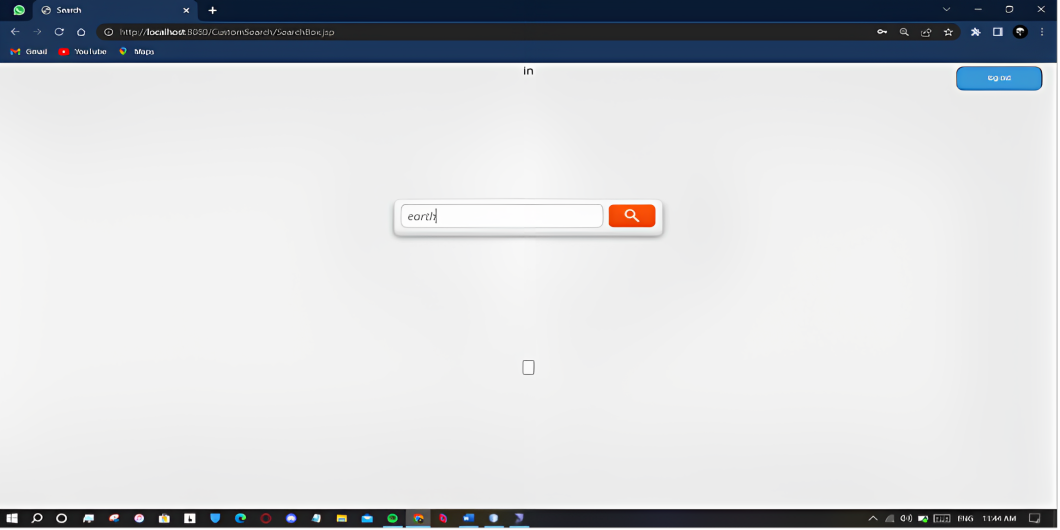 Search
http://localhost:8080/CustomSearch/SearchBox.jsp
Gmail
YouTube
Maps
in
earth
ENG
11:44 AM